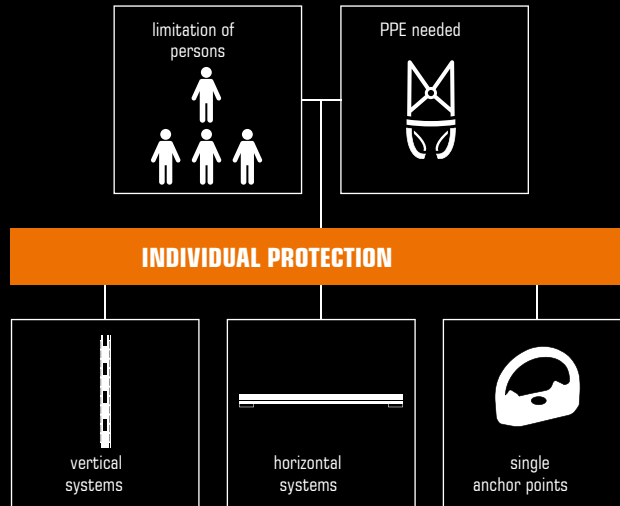 limitation of
persons
PPE needed
INDIVIDUAL PROTECTION
vertical
systems
horizontal
systems
single
anchor points